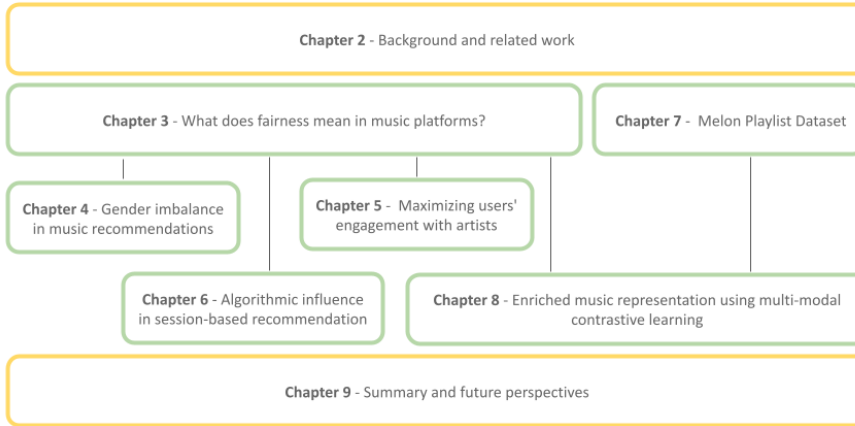 Chapter 2 - Background and related work
Chapter 3 - What does fairness mean in music platforms?
Chapter 7 - Melon Playlist Dataset
Chapter 4 - Gender imbalance
in music recommendations
Chapter 5 - Maximizing users'
engagement with artists
Chapter 6 - Algorithmic influence
in session-based recommendation
Chapter 8 - Enriched music representation using multi-modal
contrastive learning
Chapter 9 - Summary and future perspectives